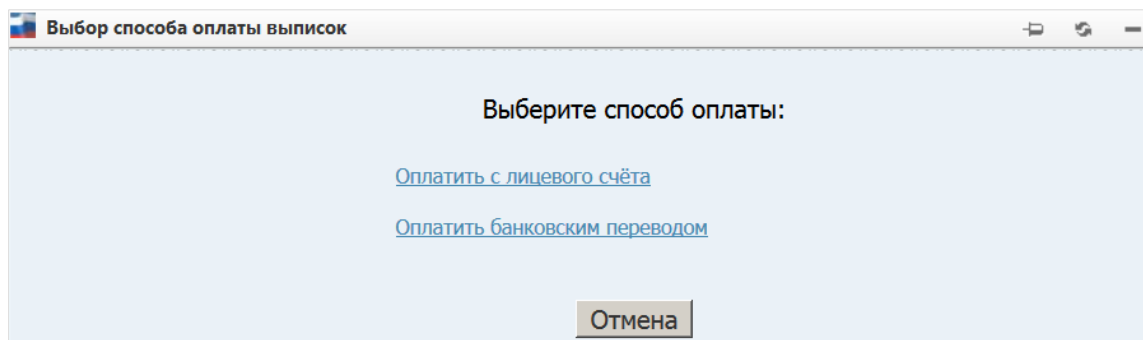 Выбор способа оплаты выписок
Выберите способ оплаты:
Оплатить с лицевого счёта
Оплатить банковским переводом
Отмена